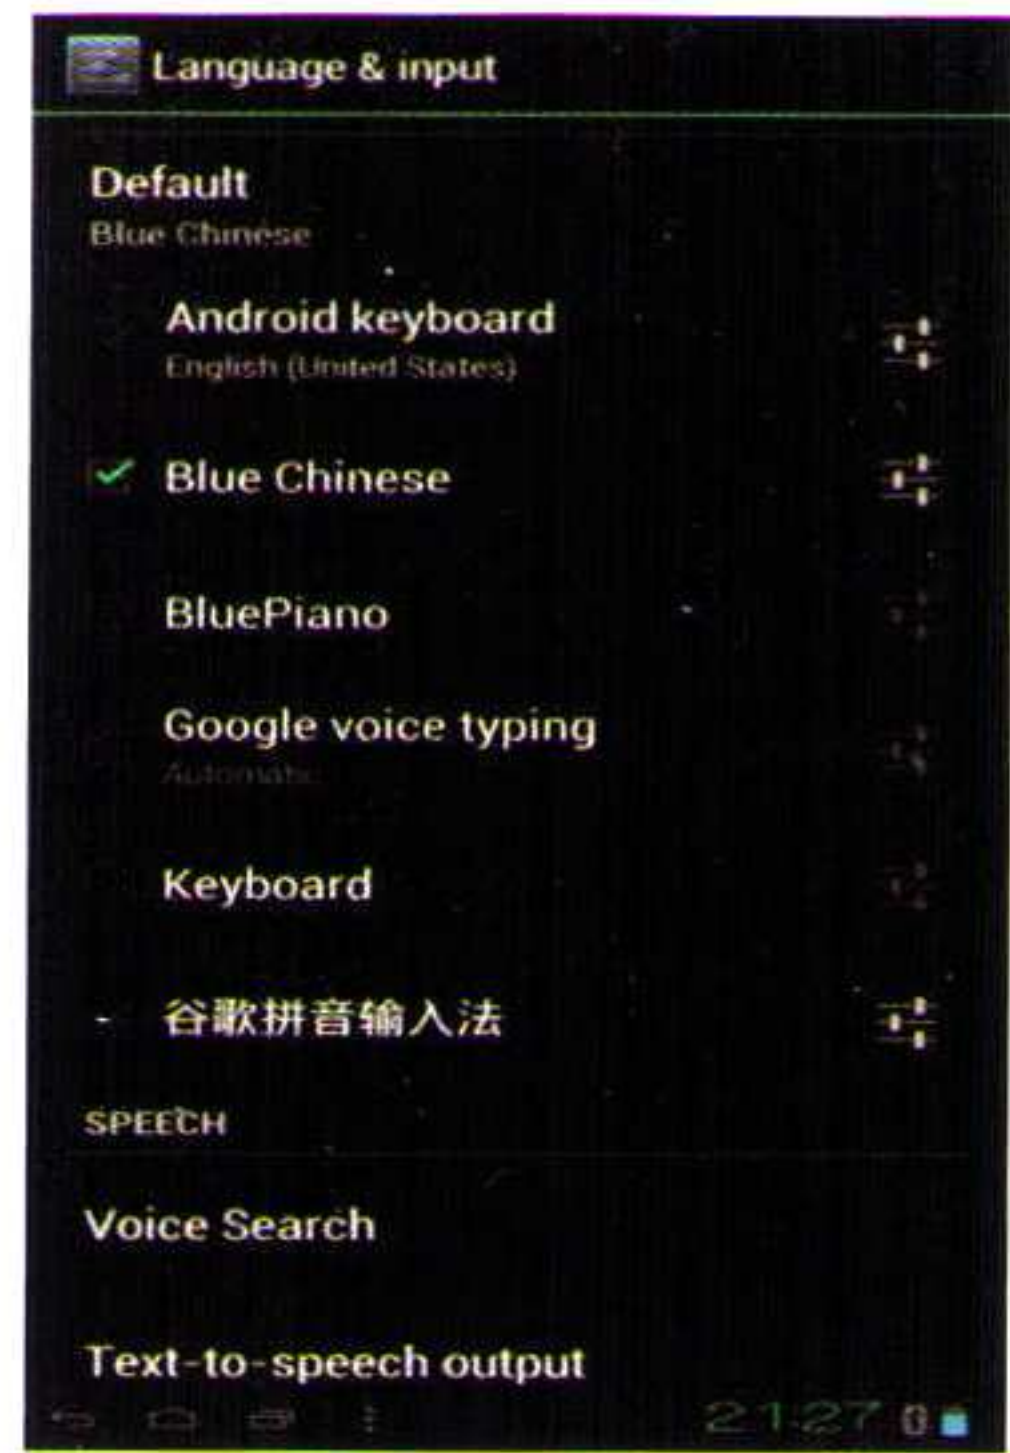 Language & input
Default
Blue Chinese
Android keyboard
English (United States)
Blue Chinese
BluePiano
Google voice typing
Automatic
Keyboard
谷歌拼音输入法
SPEECH
Voice Search
Text-to-speech output
21:27